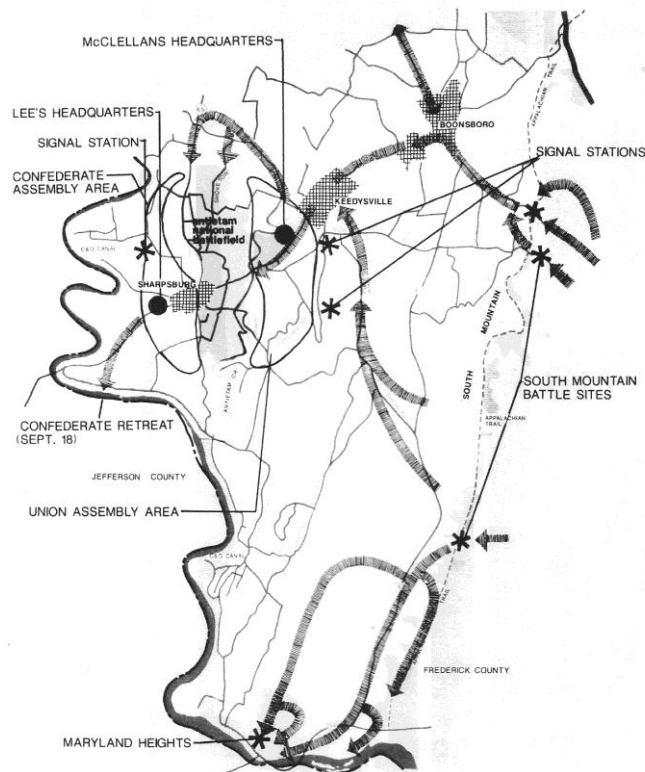 McCLELLANS HEADQUARTERS
LEE'S HEADQUARTERS
SIGNAL STATION
CONFEDERATE
ASSEMBLY AREA
BOONSBORO
APPALACHIAN TRAIL
SIGNAL STATIONS
KEEDYSVILLE
antietam
national
battlefield
C&O CANAL
SHARPSBURG
SOUTH MOUNTAIN
SOUTH MOUNTAIN
BATTLE SITES
ANTIETAM CR
APPALACHIAN
TRAIL
CONFEDERATE RETREAT
(SEPT. 18)
JEFFERSON COUNTY
UNION ASSEMBLY AREA
C&O CANAL
TRAIL
FREDERICK COUNTY
MARYLAND HEIGHTS